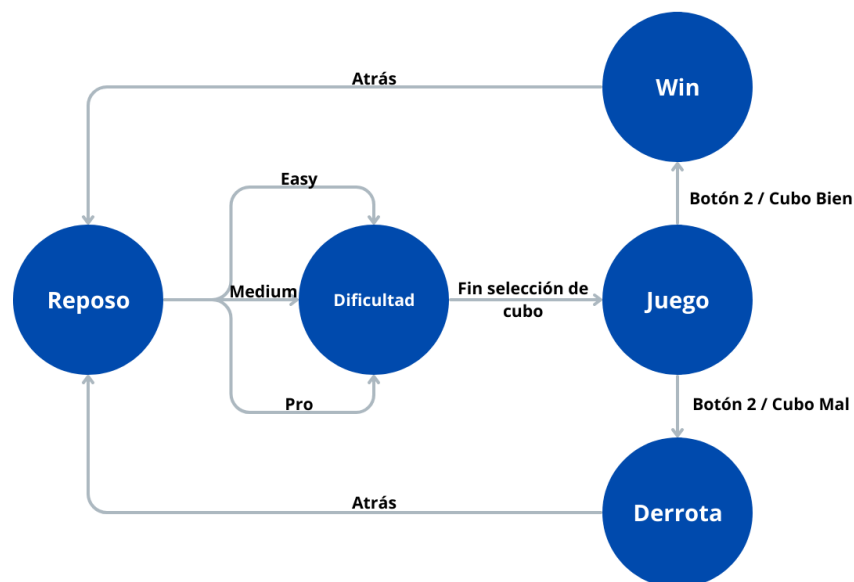 Win
Atrás
Easy
Botón 2 / Cubo Bien
Reposo
Medium
Dificultad
Fin selección de
cubo
Juego
Pro
Botón 2 / Cubo Mal
Atrás
Derrota